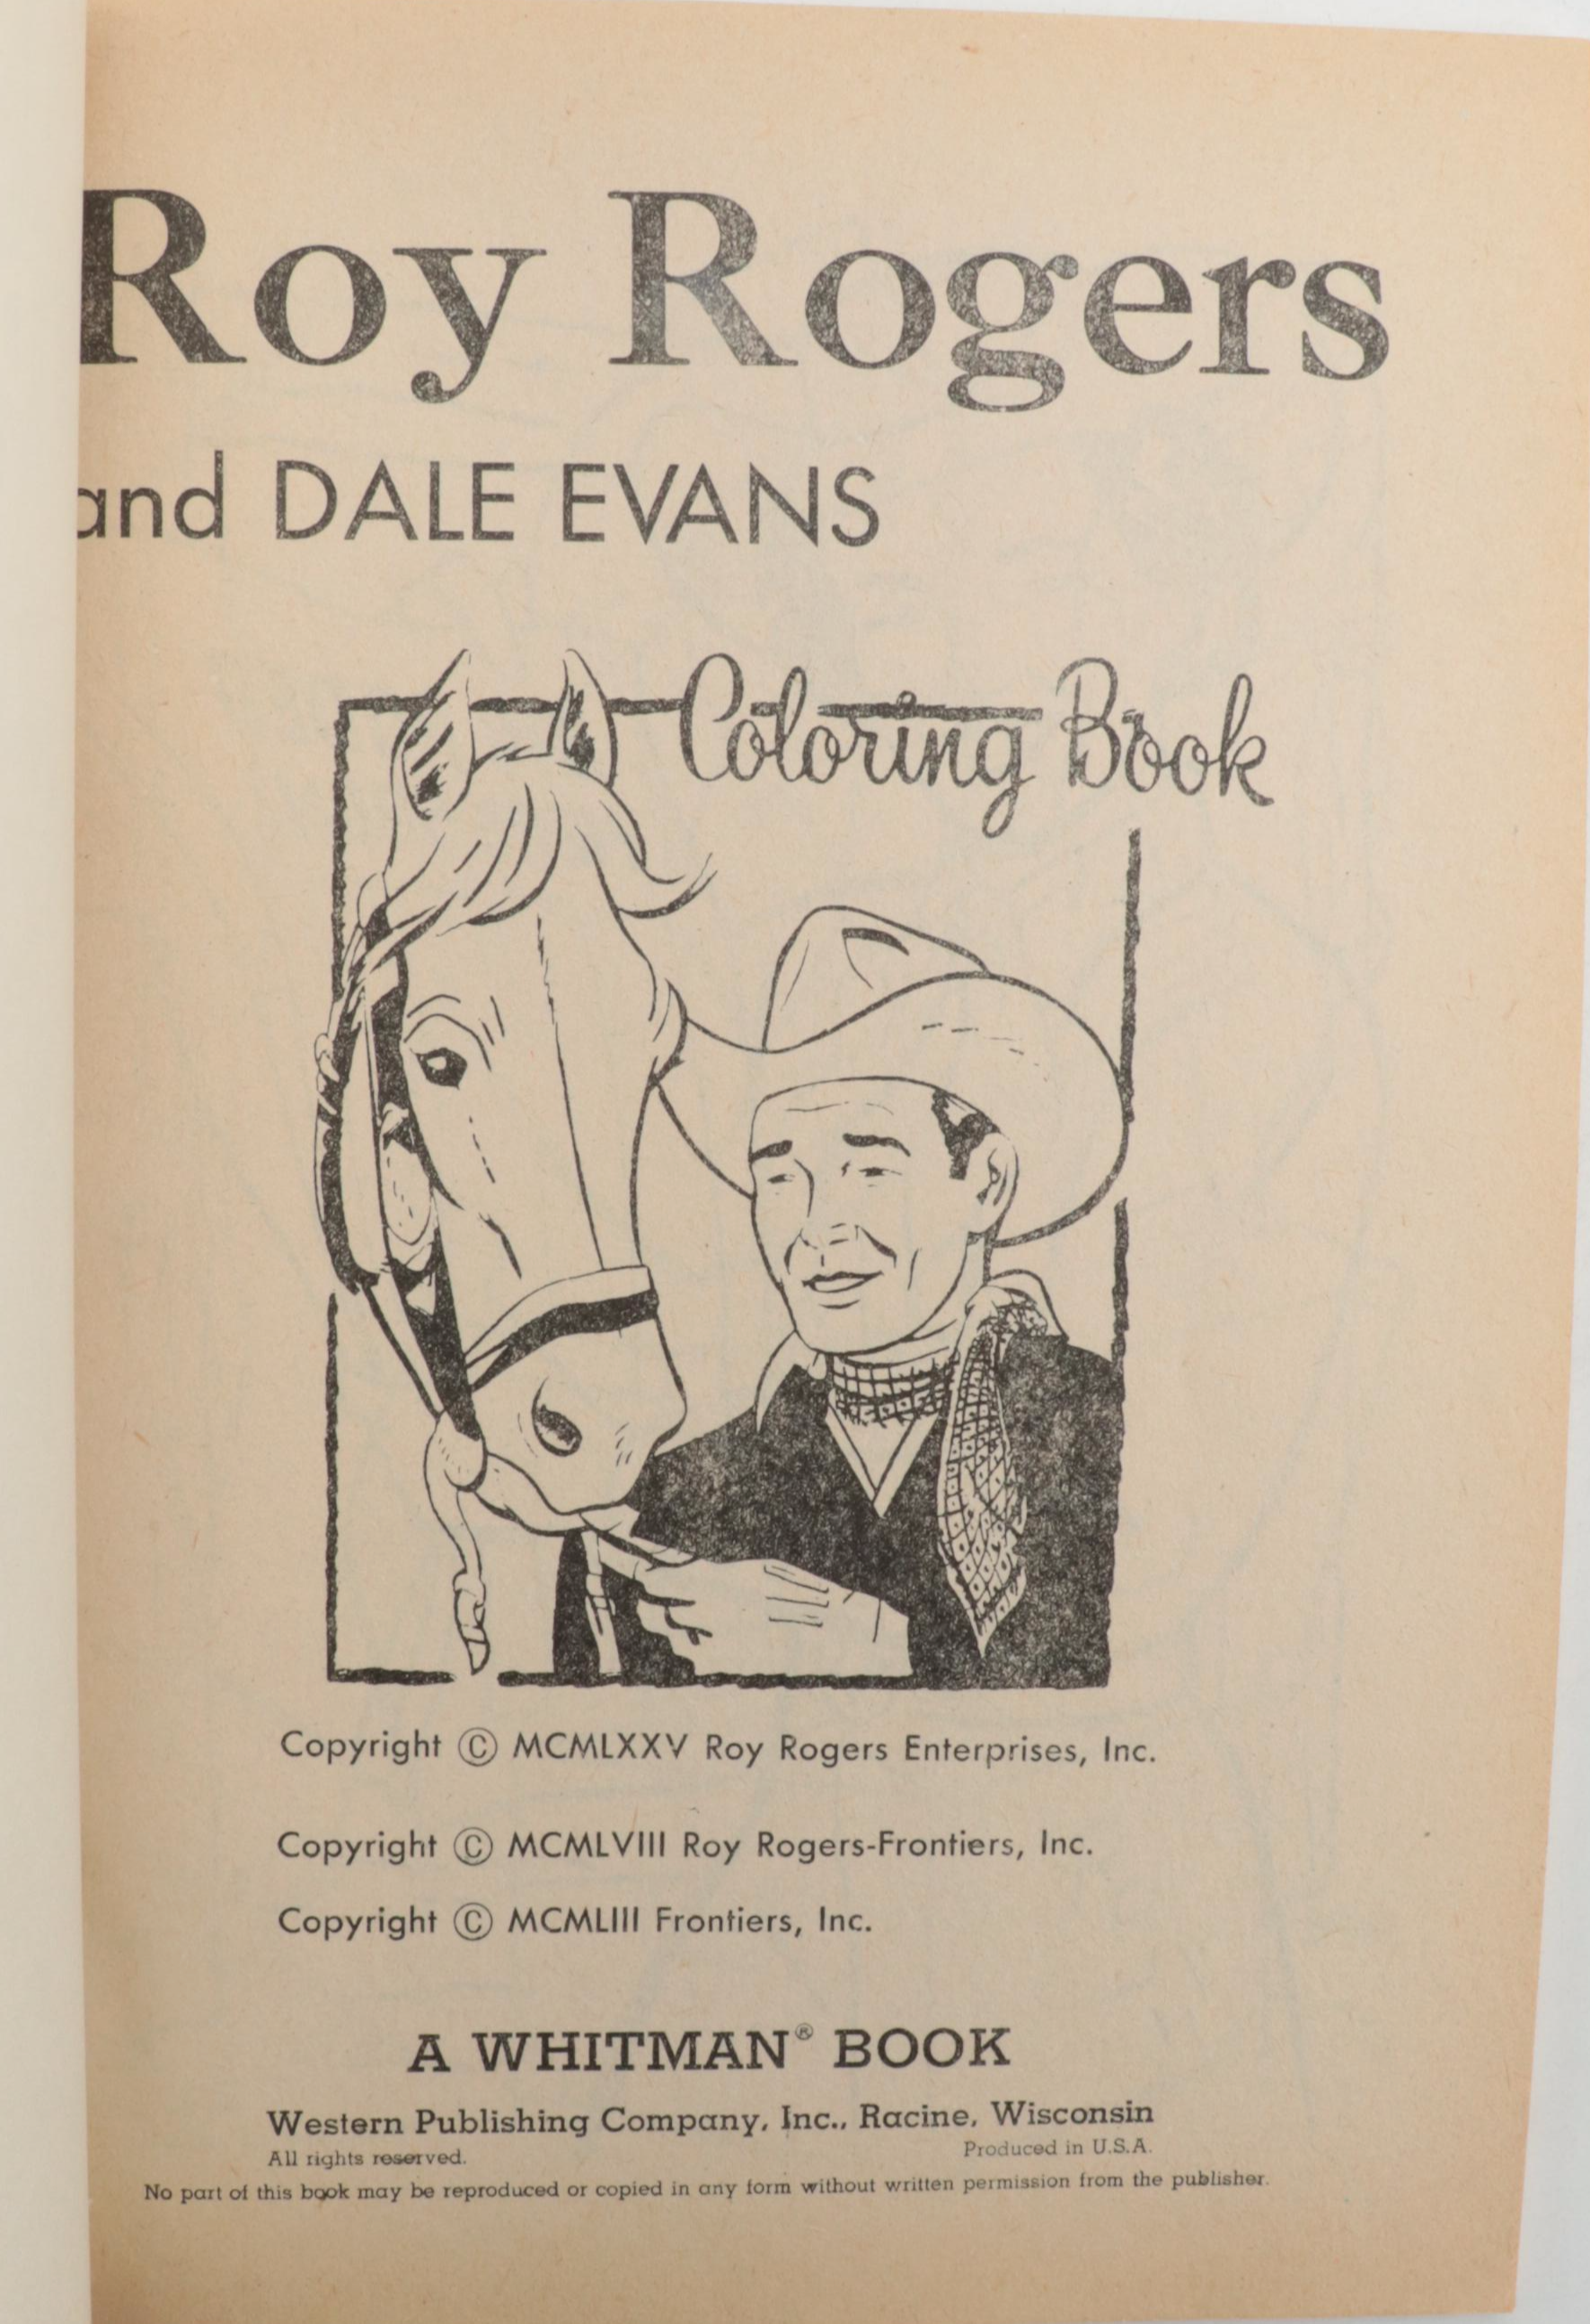 Roy Rogers
and DALE EVANS
Coloring Book
Copyright © MCMLXXV Roy Rogers Enterprises, Inc.
Copyright © MCMLVIII Roy Rogers-Frontiers, Inc.
Copyright © MCMLIII Frontiers, Inc.
A WHITMAN® BOOK
Western Publishing Company, Inc., Racine, Wisconsin
All rights reserved. Produced in U.S.A.
No part of this book may be reproduced or copied in any form without written permission from the publisher.